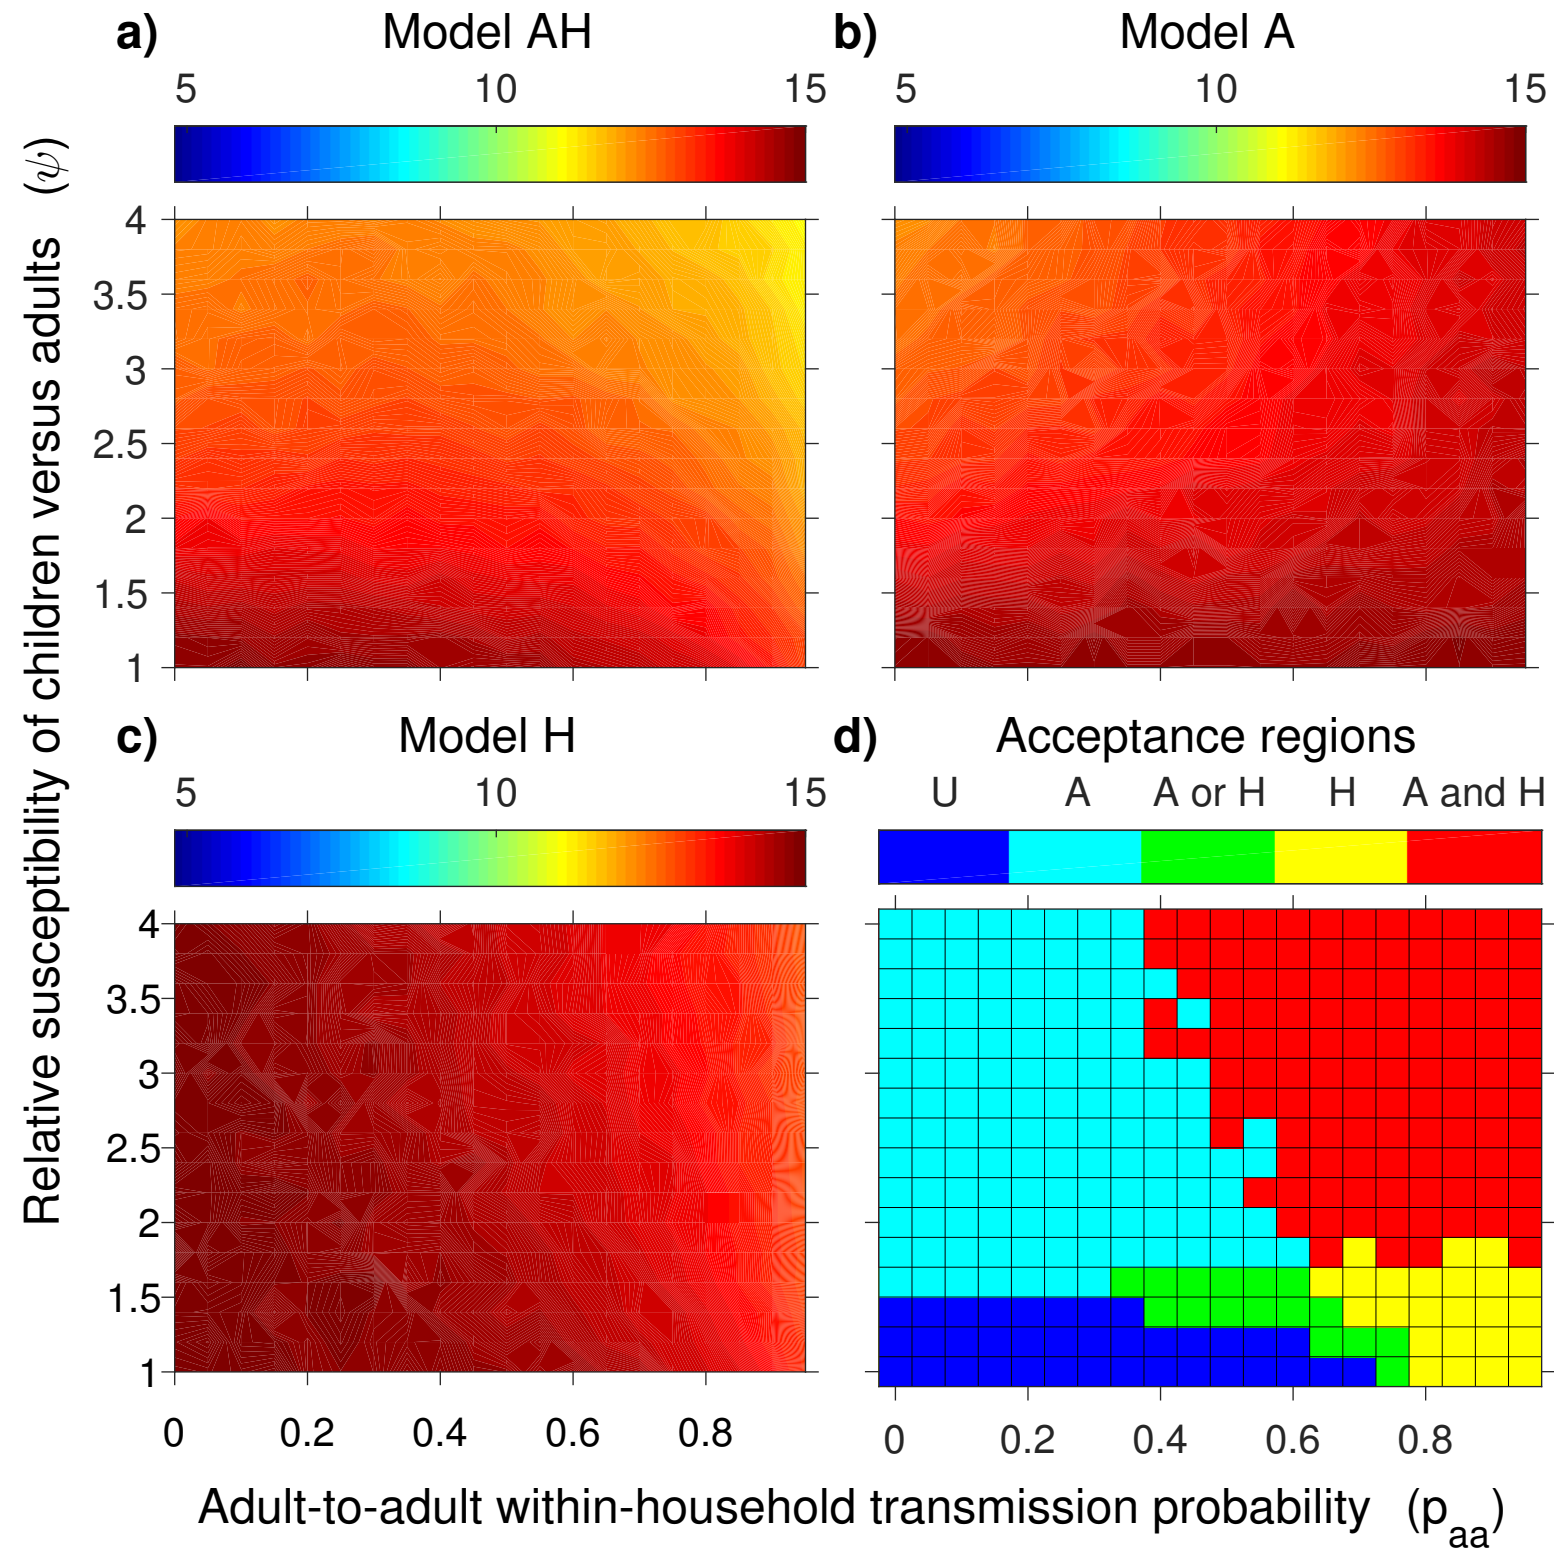 a) Model AH
5 10 15
b) Model A
5 10 15
Relative susceptibility of children versus adults (ψ)
4
3.5
3
2.5
2
1.5
1
c) Model H
5 10 15
d) Acceptance regions
U A A or H H A and H
4
3.5
3
2.5
2
1.5
1
0 0.2 0.4 0.6 0.8
0 0.2 0.4 0.6 0.8
Adult-to-adult within-household transmission probability (p_aa)